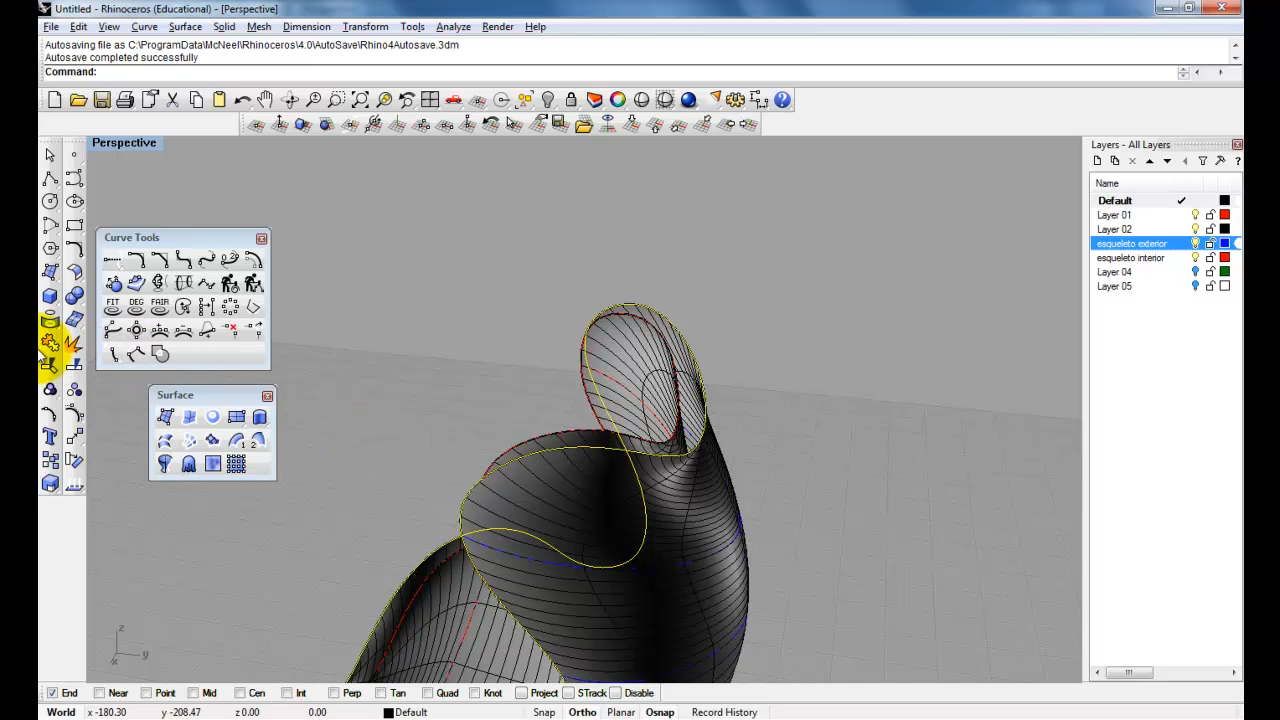 Untitled - Rhinoceros (Educational) - [Perspective]
File Edit View Curve Surface Solid Mesh Dimension Transform Tools Analyze Render Help
Autosaving file as C:\ProgramData\McNeel\Rhinoceros\4.0\AutoSave\Rhino4Autosave.3dm
Autosave completed successfully
Command:
Perspective
Layers - All Layers
?
Name
Default
Layer 01
Layer 02
esqueleto exterior
esqueleto interior
Layer 04
Layer 05
Curve Tools
FIT DEG FAIR
Surface
1 2
z
y
x
End Near Point Mid Cen Int Perp Tan Quad Knot Project STrack Disable
World x -180.30 y -208.47 z 0.00 0.00 Default Snap Ortho Planar Osnap Record History